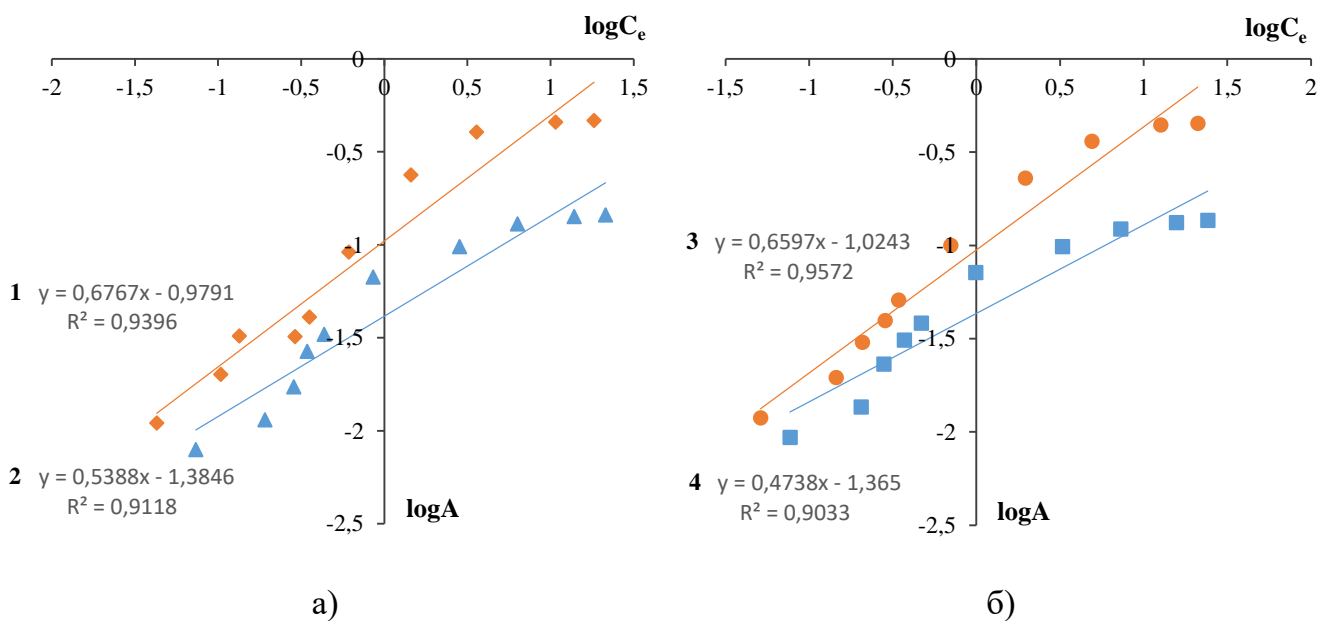 logCₑ
-2 -1,5 -1 -0,5 0 0,5 1 1,5
-0,5
-1
-1,5
-2
-2,5
1 y = 0,6767x - 0,9791
R² = 0,9396
2 y = 0,5388x - 1,3846
R² = 0,9118
logA
а)
logCₑ
-1,5 -1 -0,5 0 0,5 1 1,5 2
-0,5
-1
-1,5
-2
-2,5
3 y = 0,6597x - 1,0243
R² = 0,9572
4 y = 0,4738x - 1,365
R² = 0,9033
logA
б)